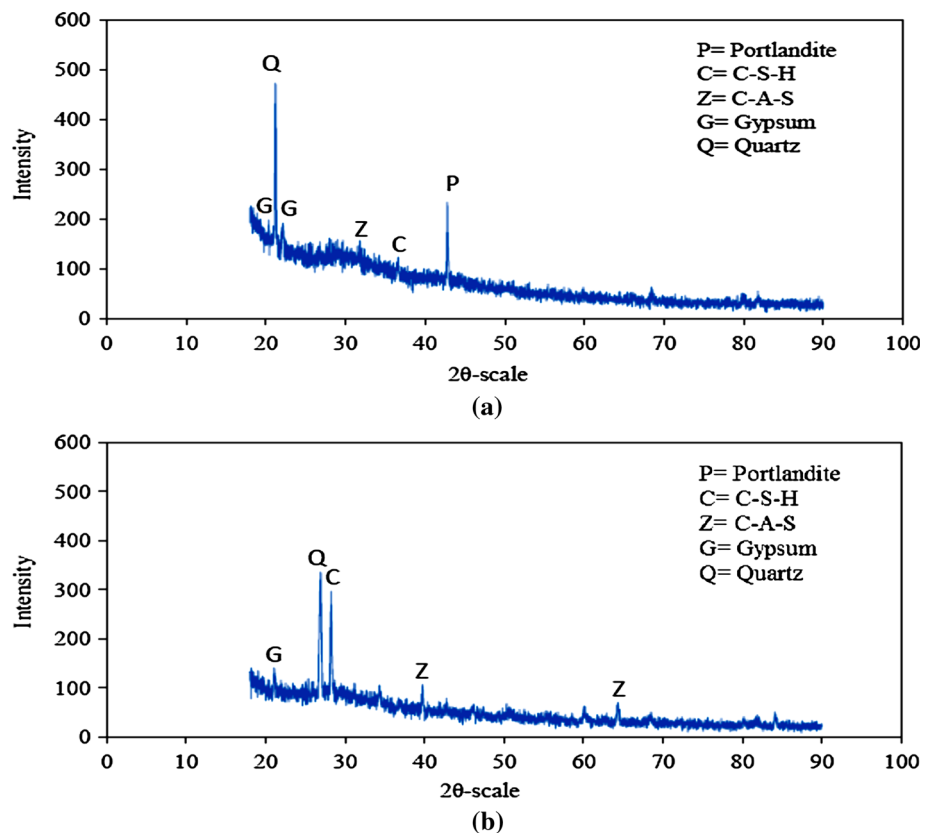 600
500
400
300
200
100
0
Intensity
P= Portlandite
C= C-S-H
Z= C-A-S
G= Gypsum
Q= Quartz
Q
G G
Z
C
P
0 10 20 30 40 50 60 70 80 90 100
2θ-scale
(a)
600
500
400
300
200
100
0
Intensity
P= Portlandite
C= C-S-H
Z= C-A-S
G= Gypsum
Q= Quartz
Q
C
G
Z
Z
0 10 20 30 40 50 60 70 80 90 100
2θ-scale
(b)